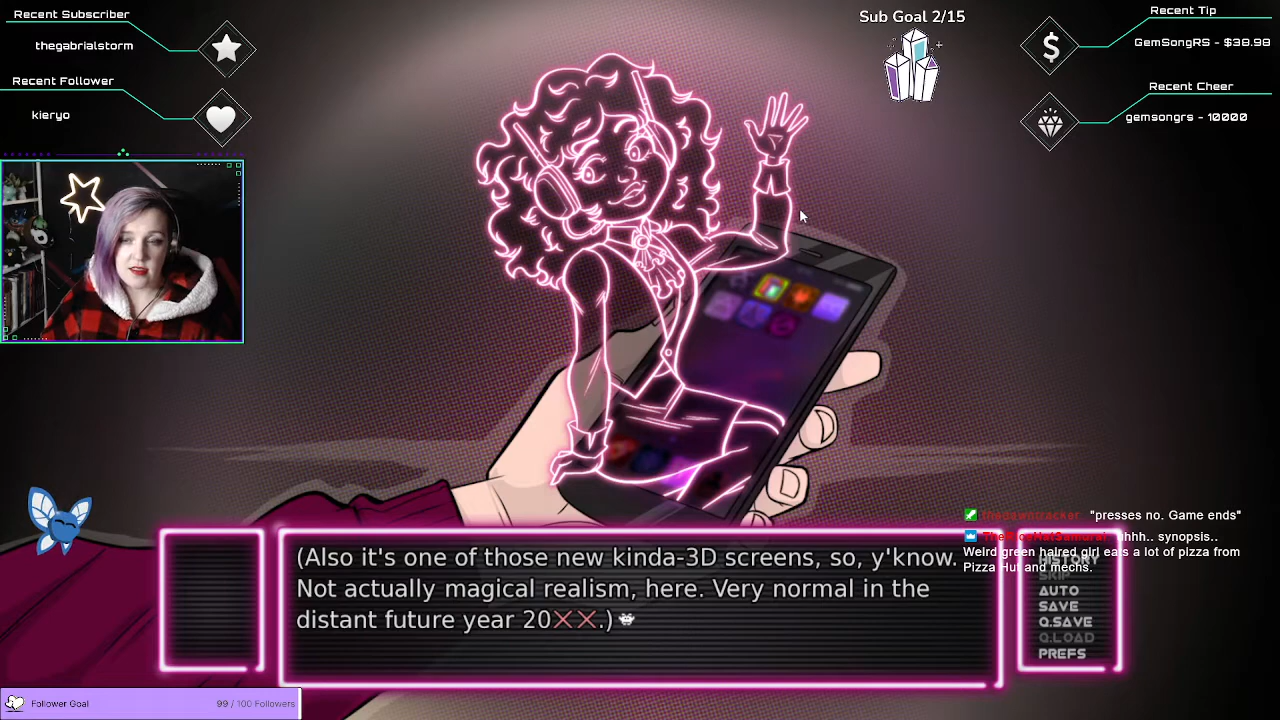 Recent Subscriber
thegabrialstorm
Recent Follower
kieryo
Sub Goal 2/15
Recent Tip
GemSongRS - $38.98
Recent Cheer
gemsongrs - 10000
"presses no. Game ends"
uhhh.. synopsis..
Weird green haired girl eats a lot of pizza from
Pizza Hut and mechs.
(Also it's one of those new kinda-3D screens, so, y'know.
Not actually magical realism, here. Very normal in the
distant future year 20XX.)
HISTORY
SKIP
AUTO
SAVE
Q.SAVE
Q.LOAD
PREFS
Follower Goal
99 / 100 Followers